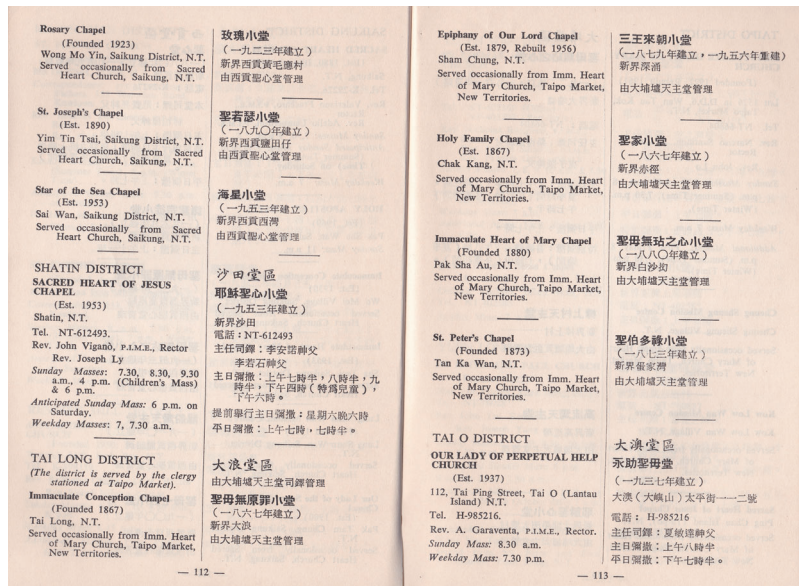 Rosary Chapel
(Founded 1923)
Wong Mo Yin, Saikung District, N.T.
Served occasionally from Sacred
Heart Church, Saikung, N.T.
St. Joseph's Chapel
(Est. 1890)
Yim Tin Tsai, Saikung District, N.T.
Served occasionally from Sacred
Heart Church, Saikung, N.T.
Star of the Sea Chapel
(Est. 1953)
Sai Wan, Saikung District, N.T.
Served occasionally from Sacred
Heart Church, Saikung, N.T.
SHATIN DISTRICT
SACRED HEART OF JESUS
CHAPEL
(Est. 1953)
Shatin, N.T.
Tel. NT-612493.
Rev. John Viganò, P.I.M.E., Rector
Rev. Joseph Ly
Sunday Masses: 7.30, 8.30, 9.30
a.m., 4 p.m. (Children's Mass)
& 6 p.m.
Anticipated Sunday Mass: 6 p.m. on
Saturday.
Weekday Masses: 7, 7.30 a.m.
TAI LONG DISTRICT
(The district is served by the clergy
stationed at Taipo Market).
Immaculate Conception Chapel
(Founded 1867)
Tai Long, N.T.
Served occasionally from Imm. Heart
of Mary Church, Taipo Market,
New Territories.
玫瑰小堂
(一九二三年建立)
新界西貢黃毛應村
由西貢聖心堂管理
聖若瑟小堂
(一八九〇年建立)
新界西貢鹽田仔
由西貢聖心堂管理
海星小堂
(一九五三年建立)
新界西貢西灣
由西貢聖心堂管理
沙田堂區
耶穌聖心小堂
(一九五三年建立)
新界沙田
電話:NT-612493
主任司鐸:李安諾神父
李若石神父
主日彌撒:上午七時半,八時半,九
時半,下午四時(特爲兒童),
下午六時。
提前舉行主日彌撒:星期六晚六時
平日彌撒:上午七時,七時半。
大浪堂區
由大埔墟天主堂司鐸管理
聖母無原罪小堂
(一八六七年建立)
新界大浪
由大埔墟天主堂管理
— 112 —
Epiphany of Our Lord Chapel
(Est. 1879, Rebuilt 1956)
Sham Chung, N.T.
Served occasionally from Imm. Heart
of Mary Church, Taipo Market,
New Territories.
Holy Family Chapel
(Est. 1867)
Chak Kang, N.T.
Served occasionally from Imm. Heart
of Mary Church, Taipo Market,
New Territories.
Immaculate Heart of Mary Chapel
(Founded 1880)
Pak Sha Au, N.T.
Served occasionally from Imm. Heart
of Mary Church, Taipo Market,
New Territories.
St. Peter's Chapel
(Founded 1873)
Tan Ka Wan, N.T.
Served occasionally from Imm. Heart
of Mary Church, Taipo Market,
New Territories.
TAI O DISTRICT
OUR LADY OF PERPETUAL HELP
CHURCH
(Est. 1937)
112, Tai Ping Street, Tai O (Lantau
Island) N.T.
Tel. H-985216.
Rev. A. Garaventa, P.I.M.E., Rector.
Sunday Mass: 8.30 a.m.
Weekday Mass: 7.30 p.m.
三王來朝小堂
(一八七九年建立,一九五六年重建)
新界深涌
由大埔墟天主堂管理
聖家小堂
(一八六七年建立)
新界赤徑
由大埔墟天主堂管理
聖母無玷之心小堂
(一八八〇年建立)
新界白沙㘭
由大埔墟天主堂管理
聖伯多祿小堂
(一八七三年建立)
新界蛋家灣
由大埔墟天主堂管理
大澳堂區
永助聖母堂
(一九三七年建立)
大澳(大嶼山)太平街一一二號
電話:H-985216
主任司鐸:夏敏達神父
主日彌撒:上午八時半
平日彌撒:下午七時半。
— 113 —